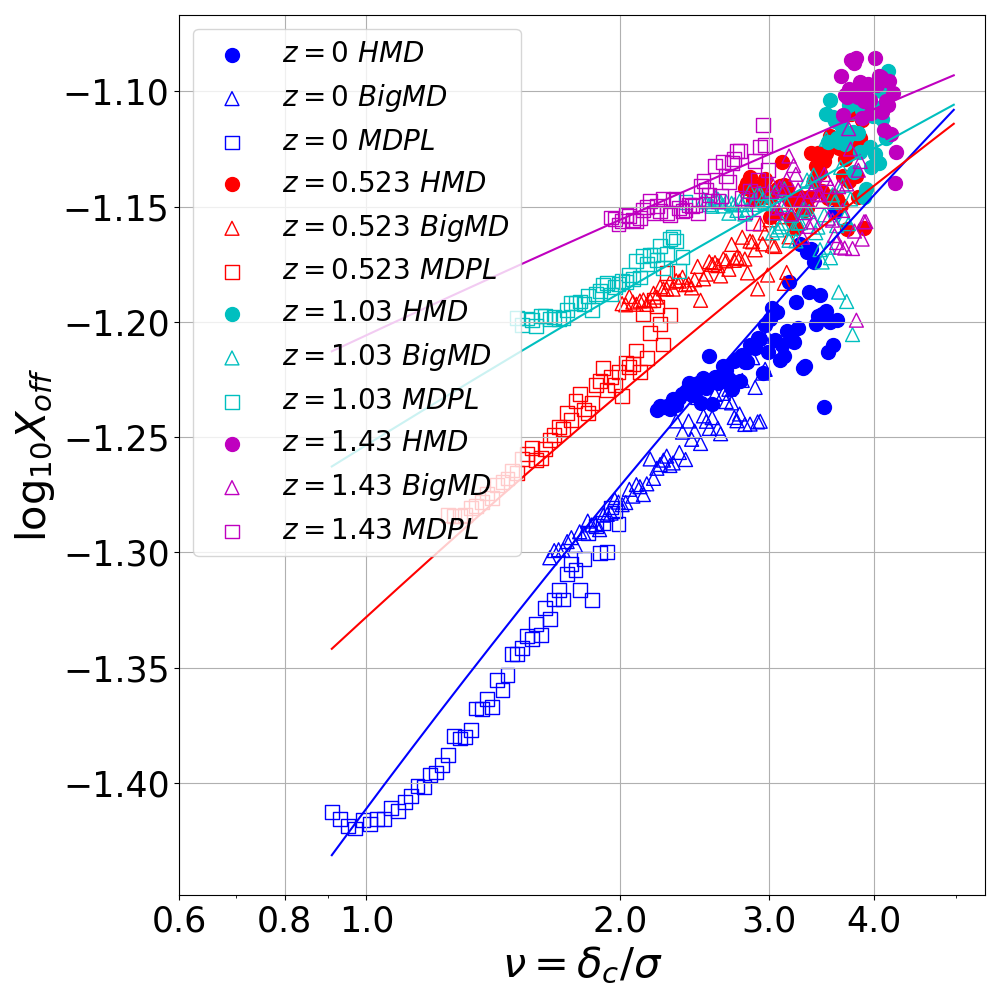 −1.10
−1.15
−1.20
−1.25
−1.30
−1.35
−1.40
log₁₀X_off
z = 0 HMD
z = 0 BigMD
z = 0 MDPL
z = 0.523 HMD
z = 0.523 BigMD
z = 0.523 MDPL
z = 1.03 HMD
z = 1.03 BigMD
z = 1.03 MDPL
z = 1.43 HMD
z = 1.43 BigMD
z = 1.43 MDPL
0.6 0.8 1.0 2.0 3.0 4.0
ν = δ_c/σ